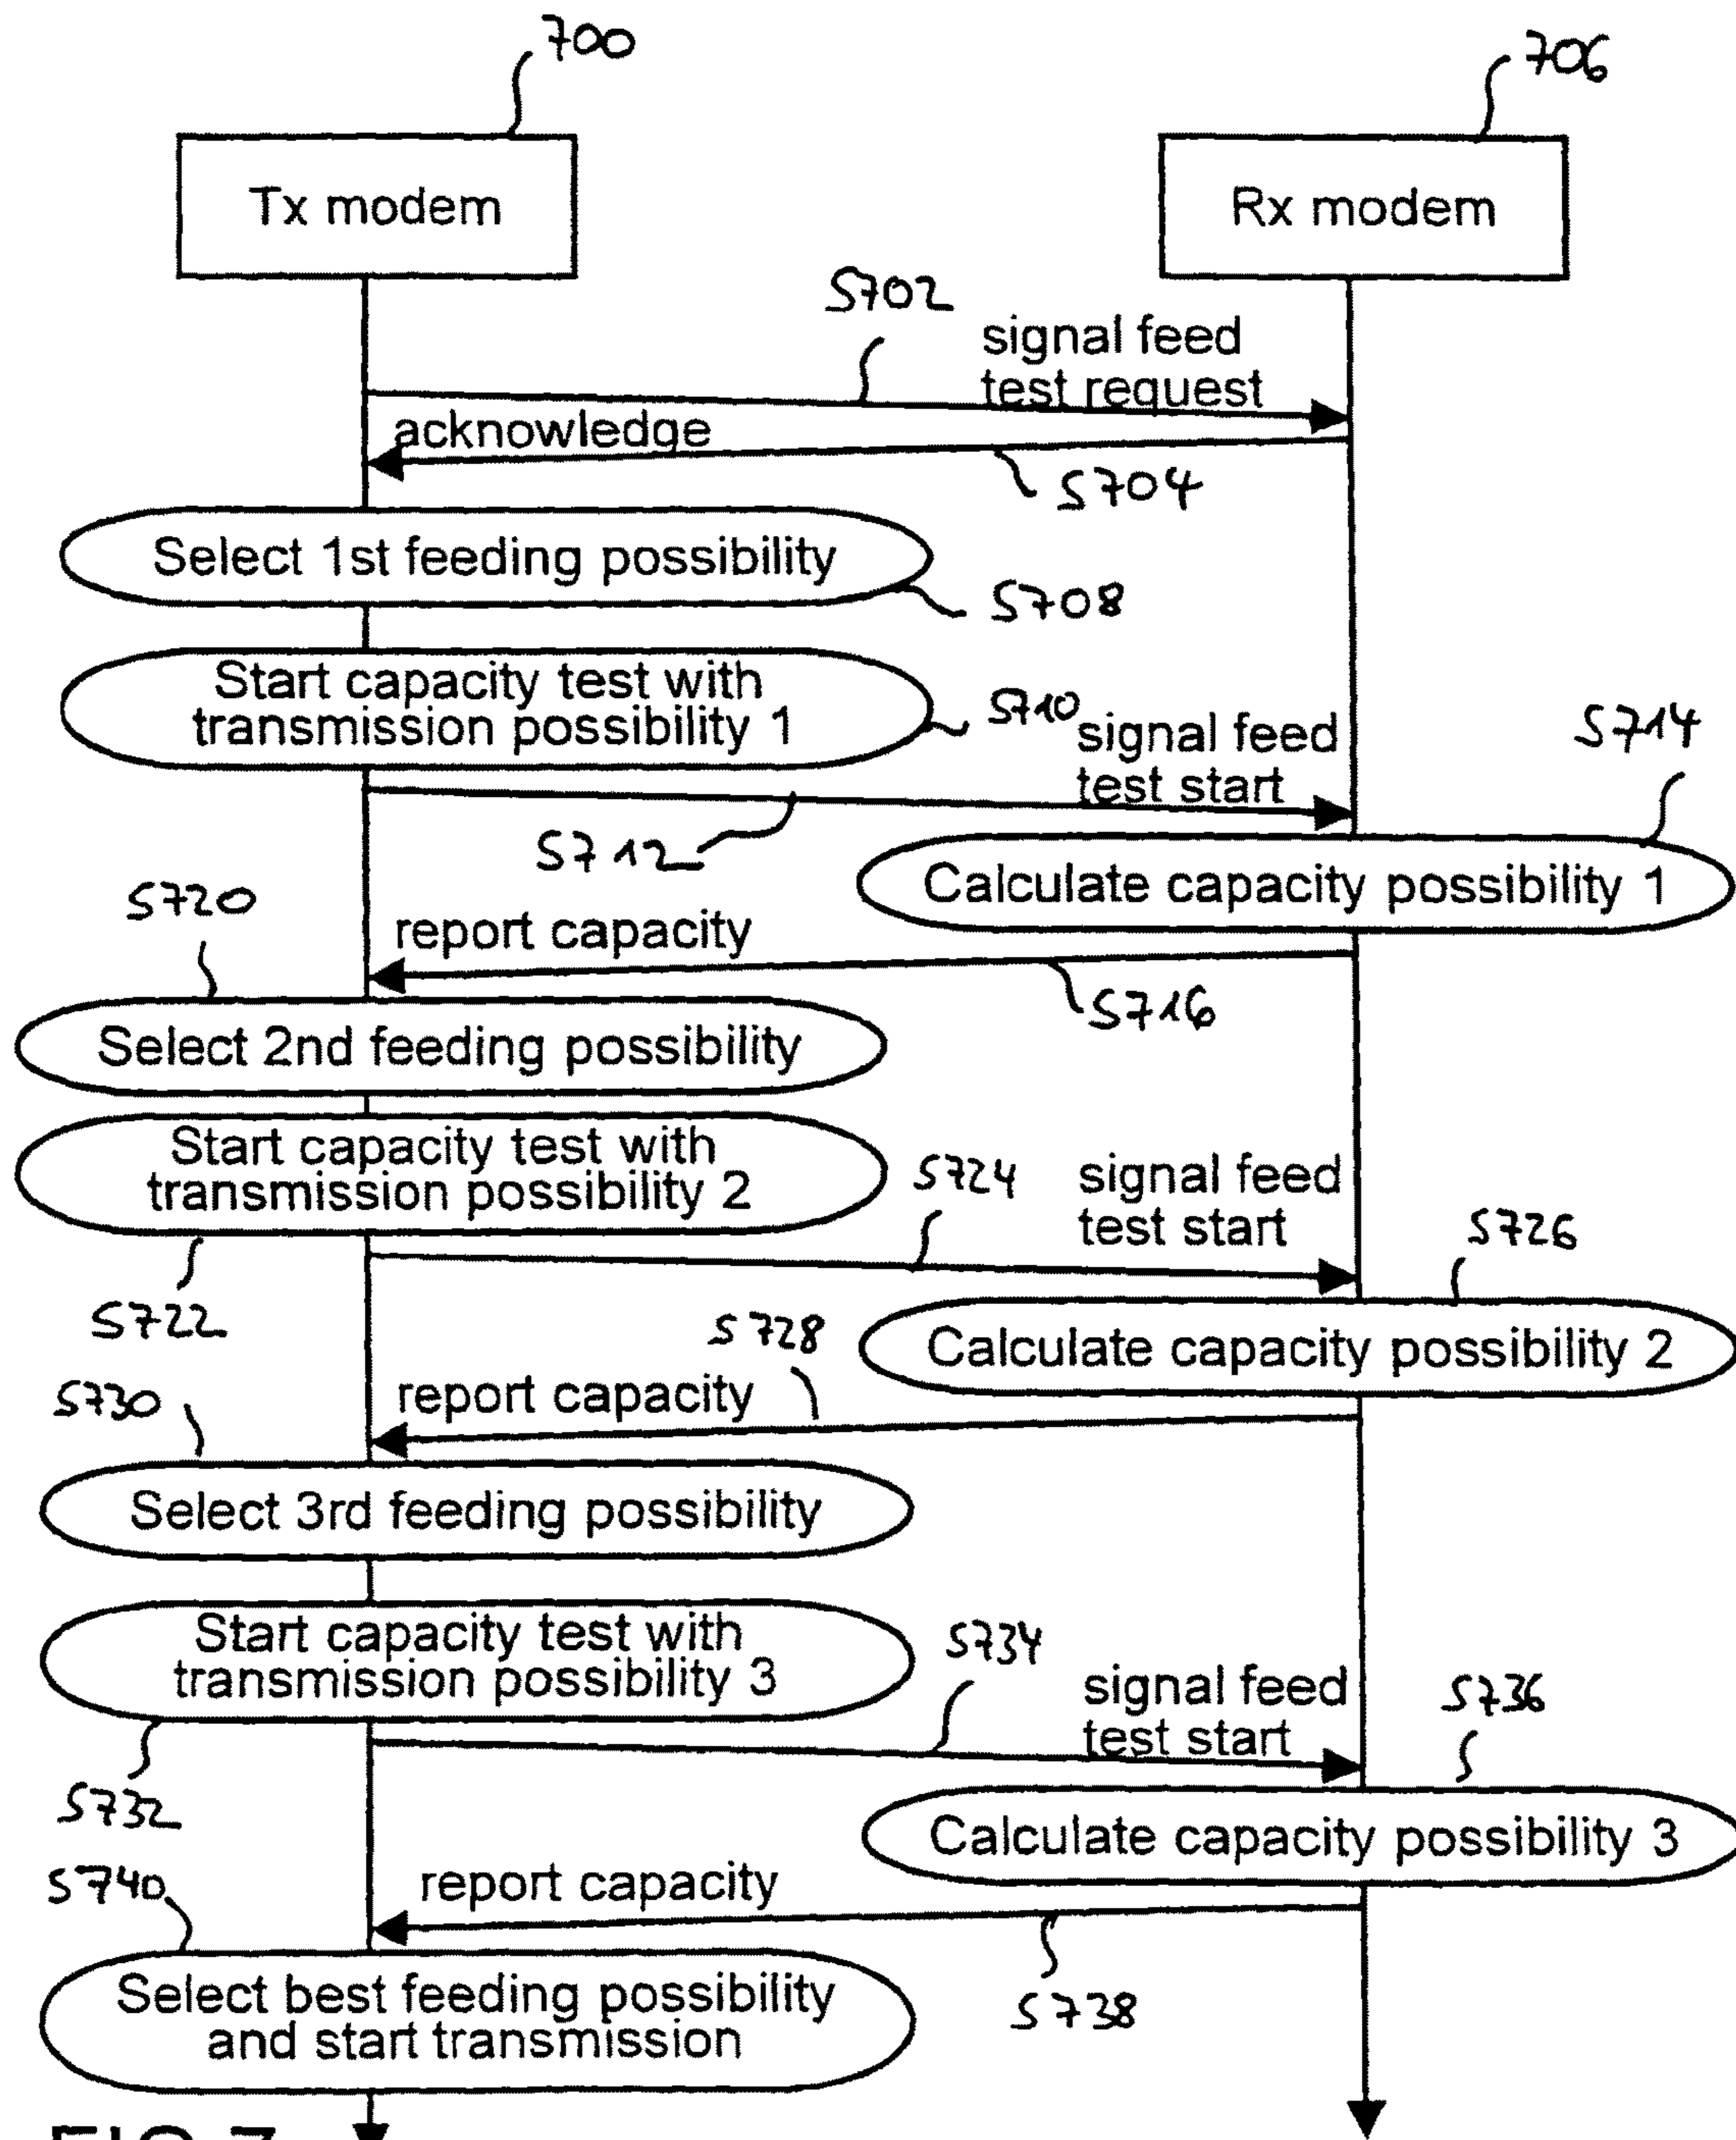 700
706
Tx modem
Rx modem
S702
signal feed
test request
acknowledge
S704
Select 1st feeding possibility
S708
Start capacity test with
transmission possibility 1
S710
signal feed
test start
S714
S712
Calculate capacity possibility 1
S720
report capacity
S716
Select 2nd feeding possibility
Start capacity test with
transmission possibility 2
S724
signal feed
test start
S726
S722
S728
Calculate capacity possibility 2
S730
report capacity
Select 3rd feeding possibility
Start capacity test with
transmission possibility 3
S734
signal feed
test start
S736
S732
Calculate capacity possibility 3
S740
report capacity
S738
Select best feeding possibility
and start transmission